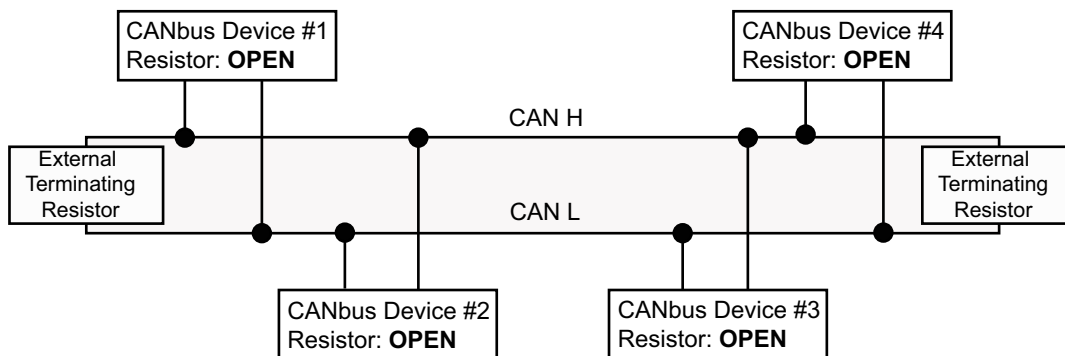 CANbus Device #1
Resistor: OPEN
CANbus Device #4
Resistor: OPEN
CAN H
External
Terminating
Resistor
External
Terminating
Resistor
CAN L
CANbus Device #2
Resistor: OPEN
CANbus Device #3
Resistor: OPEN